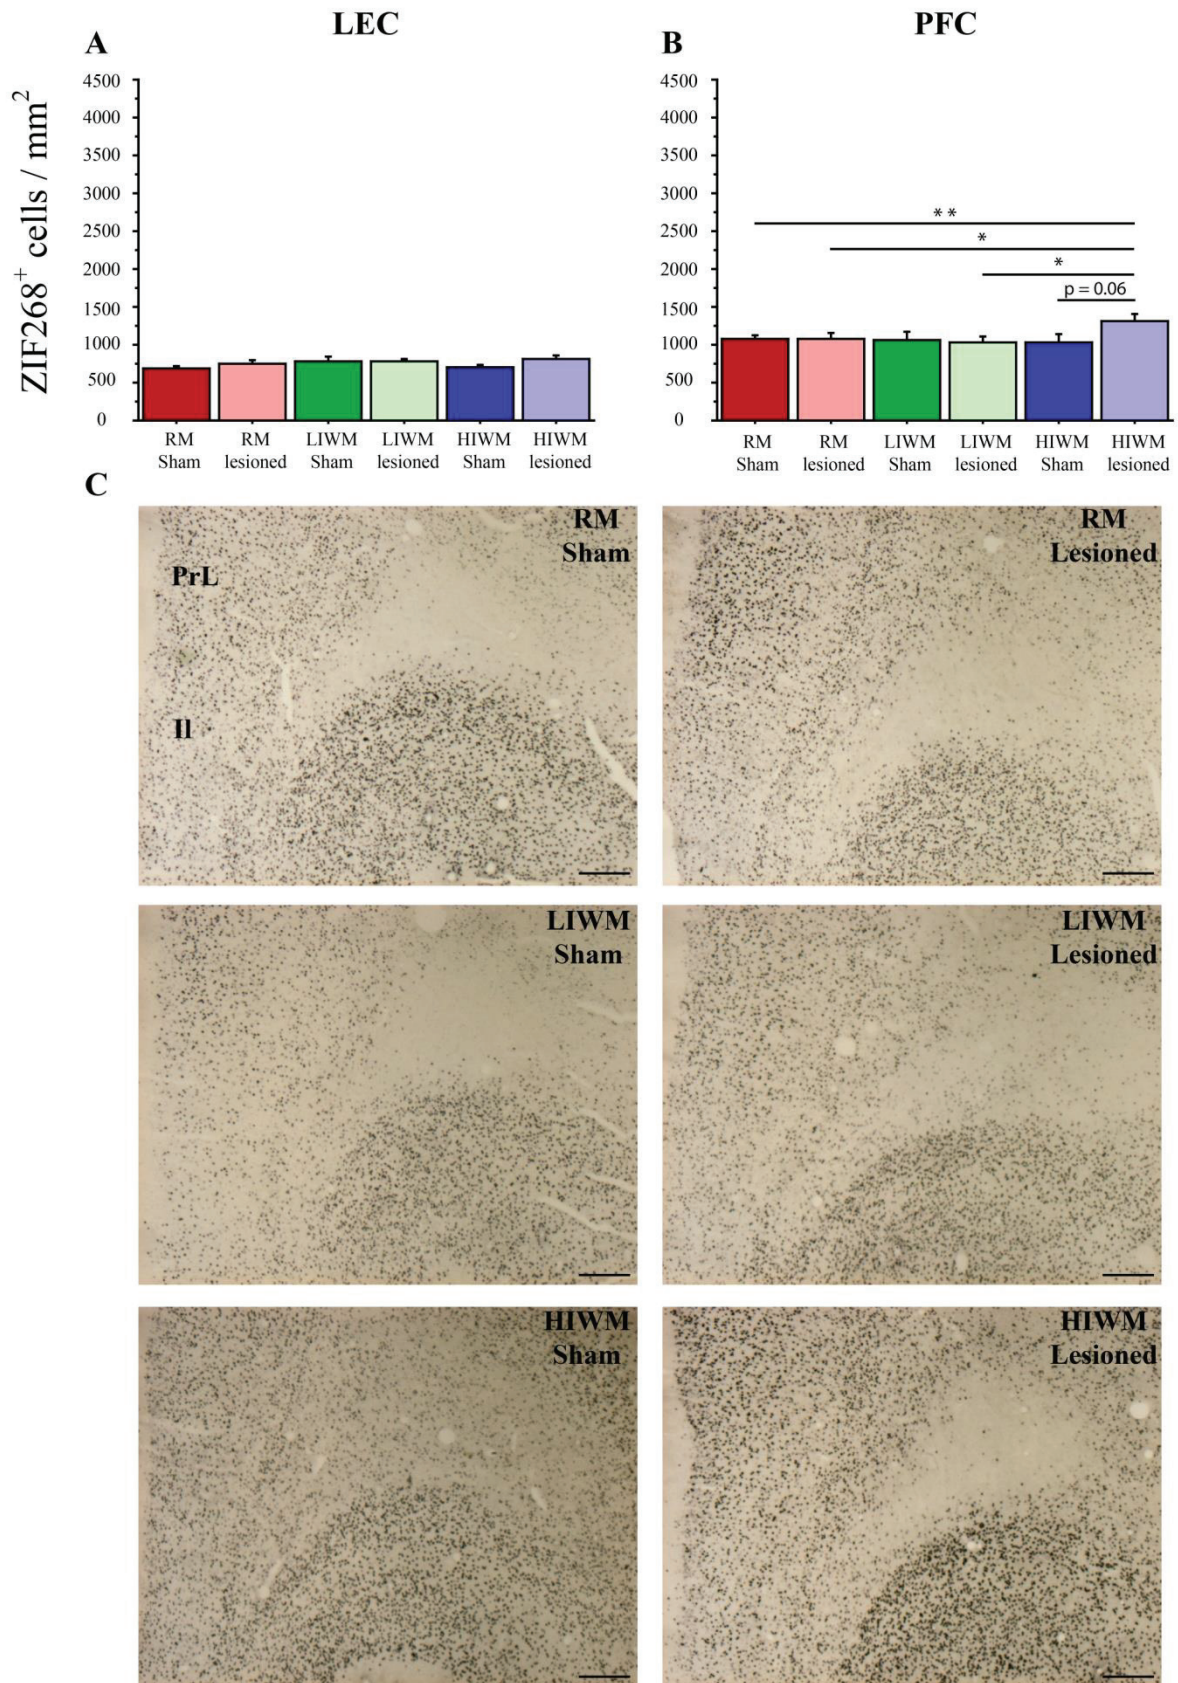 LEC
PFC
A
B
ZIF268+ cells / mm2
4500
4000
3500
3000
2500
2000
1500
1000
500
0
RM
Sham
RM
lesioned
LIWM
Sham
LIWM
lesioned
HIWM
Sham
HIWM
lesioned
4500
4000
3500
3000
2500
2000
1500
1000
500
0
**
*
*
p = 0.06
RM
Sham
RM
lesioned
LIWM
Sham
LIWM
lesioned
HIWM
Sham
HIWM
lesioned
C
RM
Sham
PrL
Il
RM
Lesioned
LIWM
Sham
LIWM
Lesioned
HIWM
Sham
HIWM
Lesioned